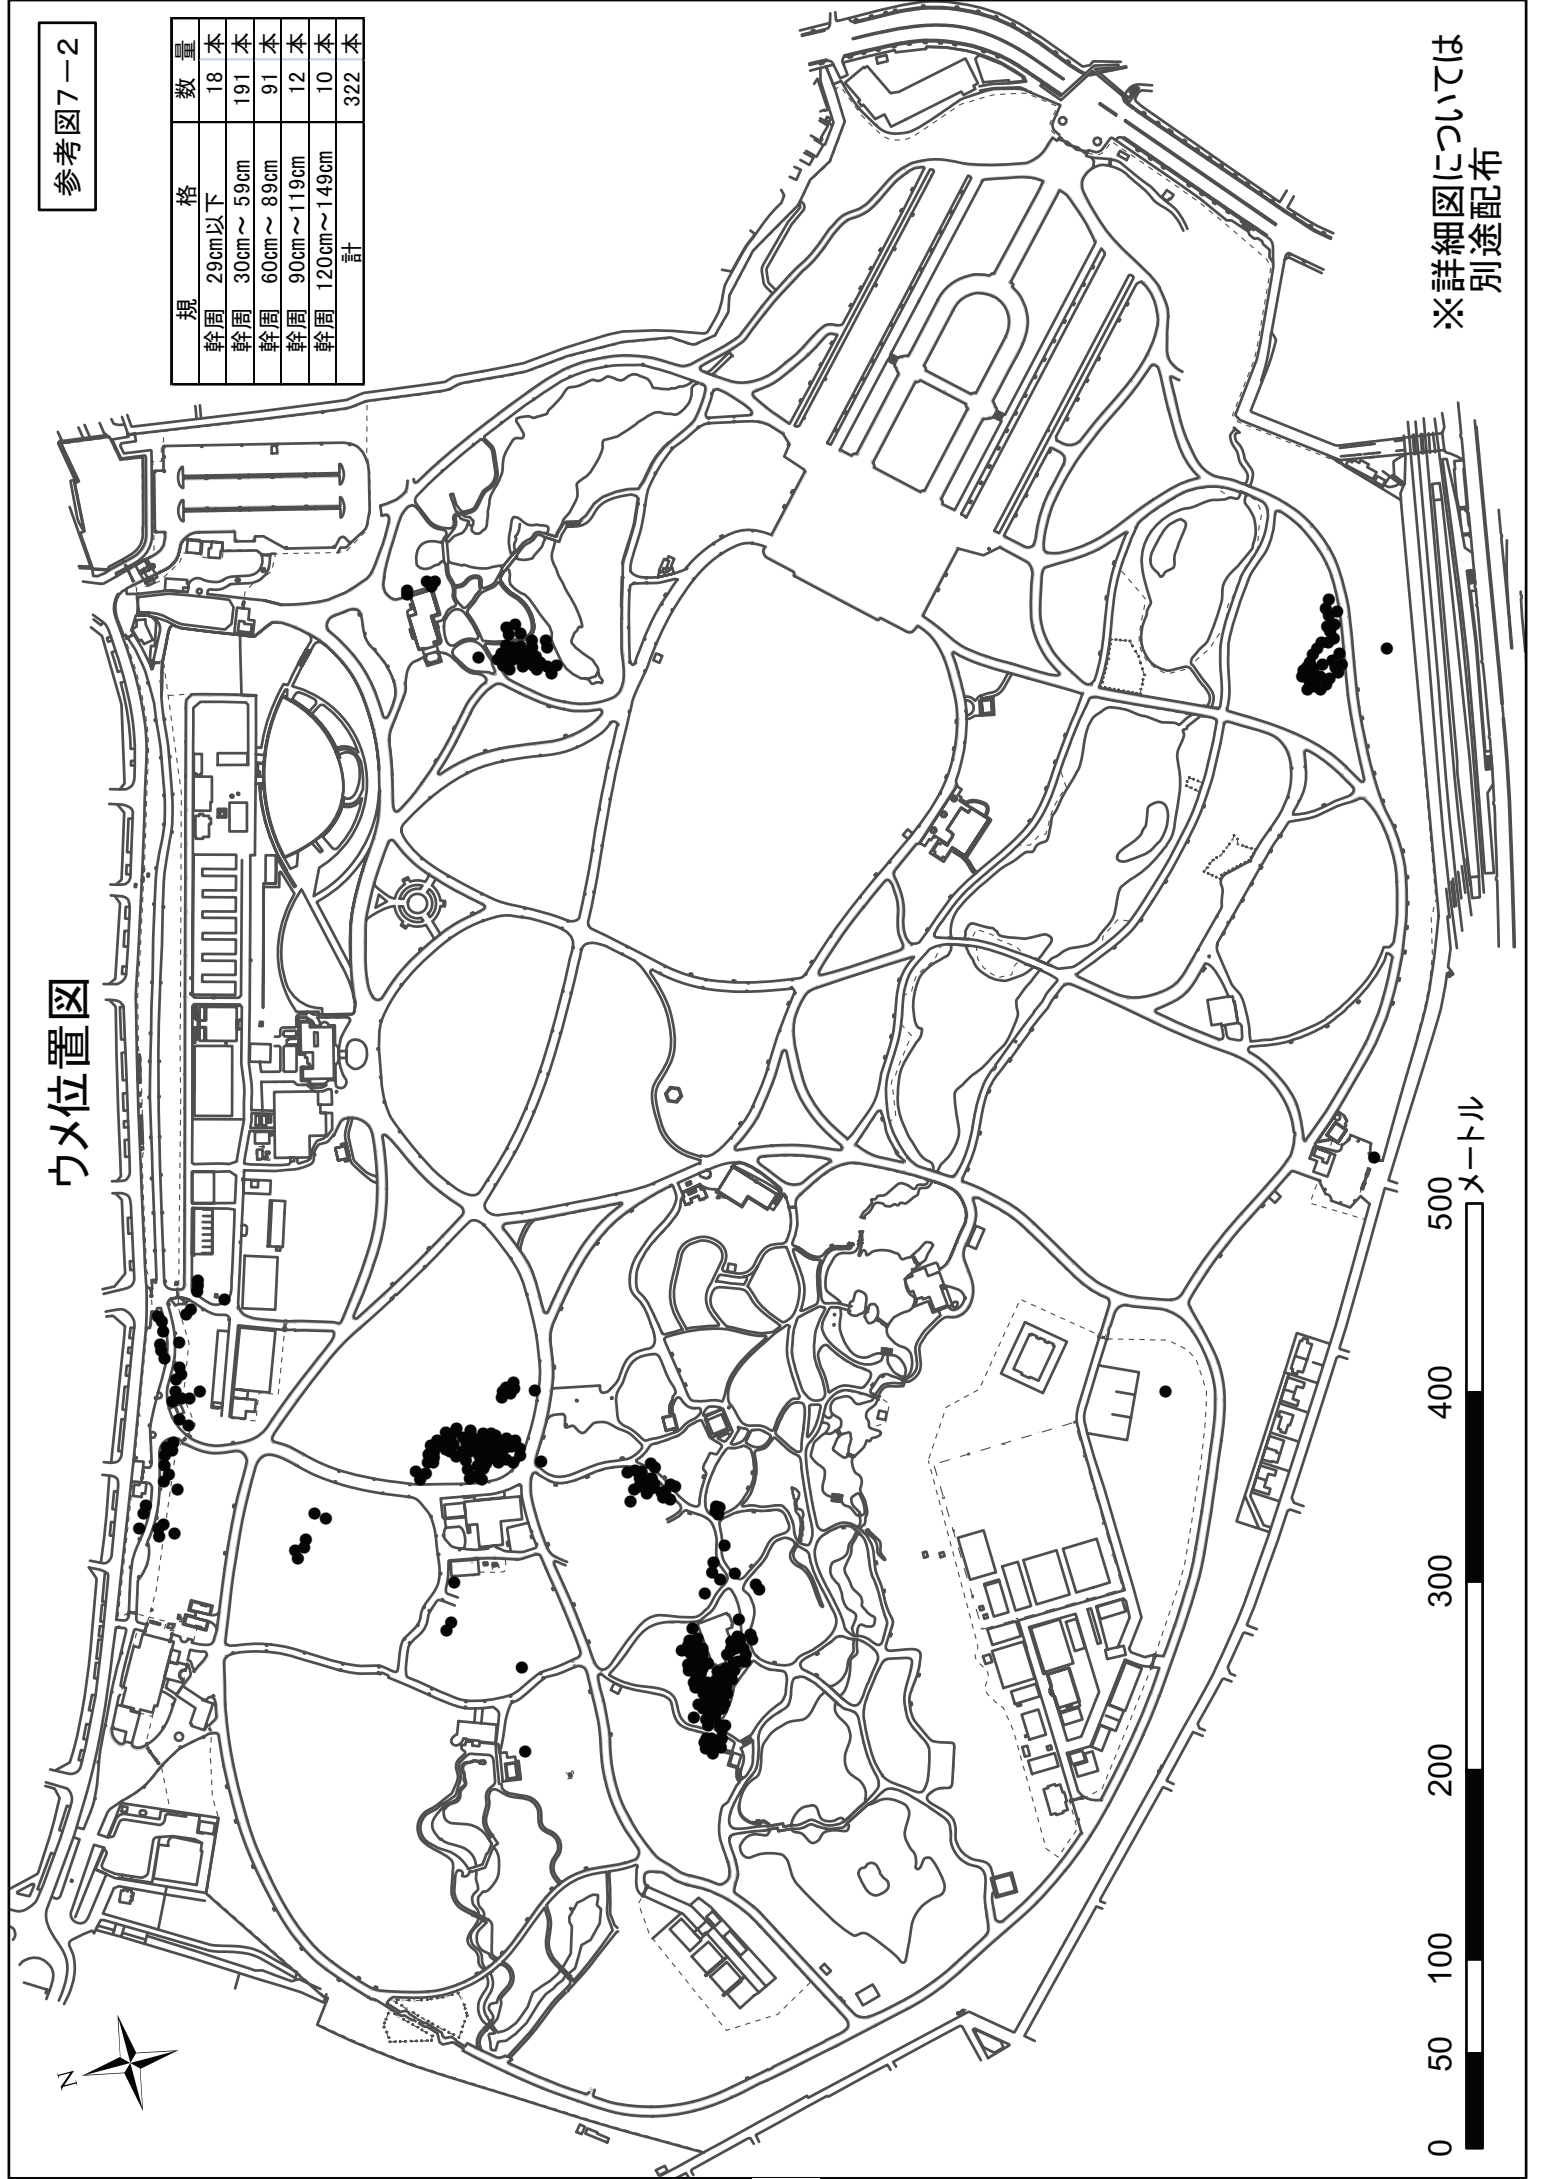 ウメ位置図
参考図7－2
規 格 数 量
幹周 29cm以下 18 本
幹周 30cm～ 59cm 191 本
幹周 60cm～ 89cm 91 本
幹周 90cm～119cm 12 本
幹周 120cm～149cm 10 本
計 322 本
N
0 50 100 200 300 400 500
メートル
※詳細図については
別途配布